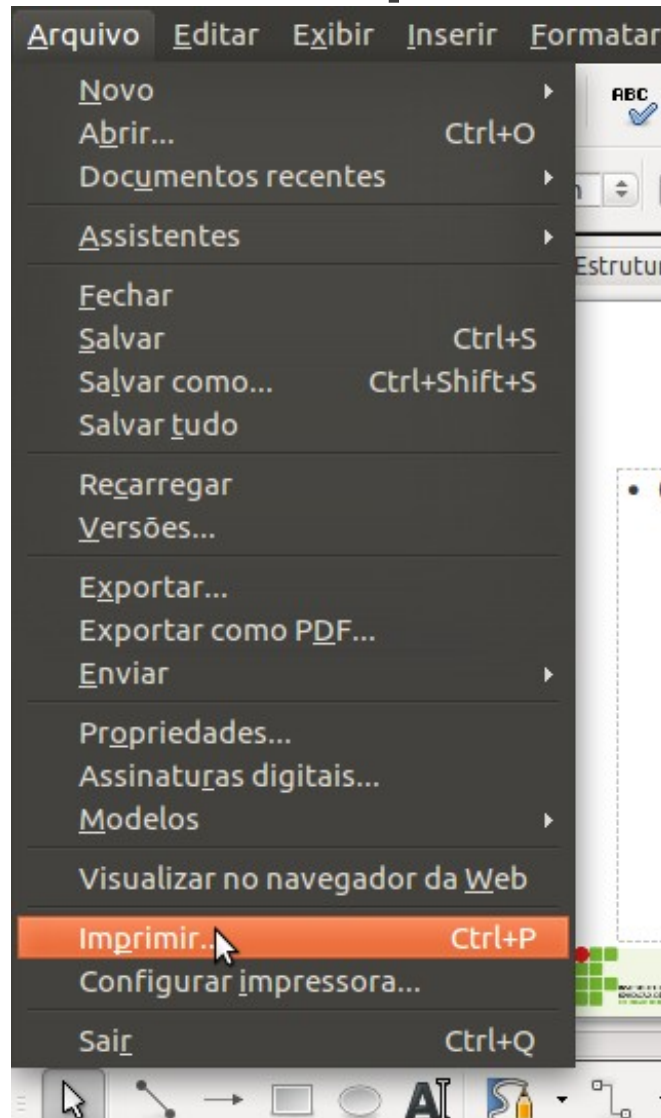 Arquivo Editar Exibir Inserir Formatar
Novo
Abrir... Ctrl+O
Documentos recentes
Assistentes
Fechar
Salvar Ctrl+S
Salvar como... Ctrl+Shift+S
Salvar tudo
Recarregar
Versões...
Exportar...
Exportar como PDF...
Enviar
Propriedades...
Assinaturas digitais...
Modelos
Visualizar no navegador da Web
Imprimir... Ctrl+P
Configurar impressora...
Sair Ctrl+Q
ABC
Estrutur